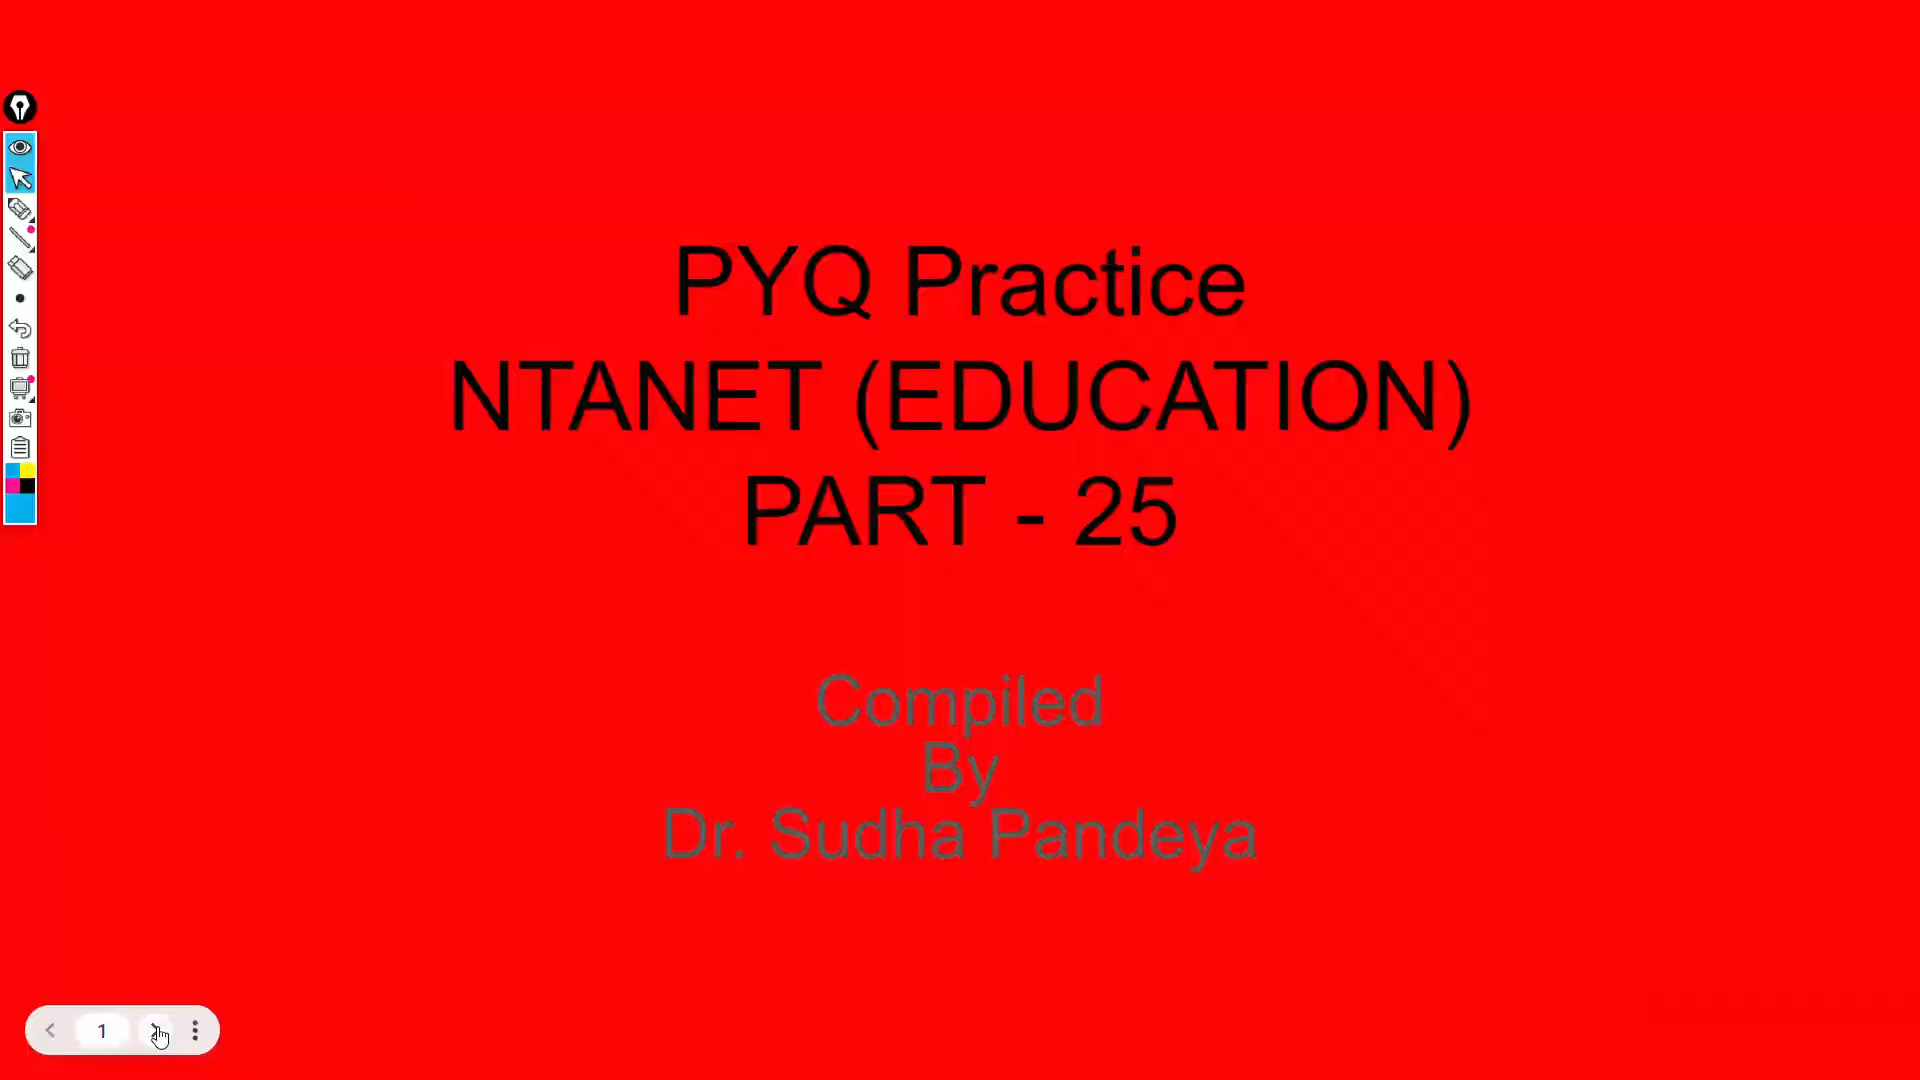 PYQ Practice
NTANET (EDUCATION)
PART - 25
Compiled
By
Dr. Sudha Pandeya
1